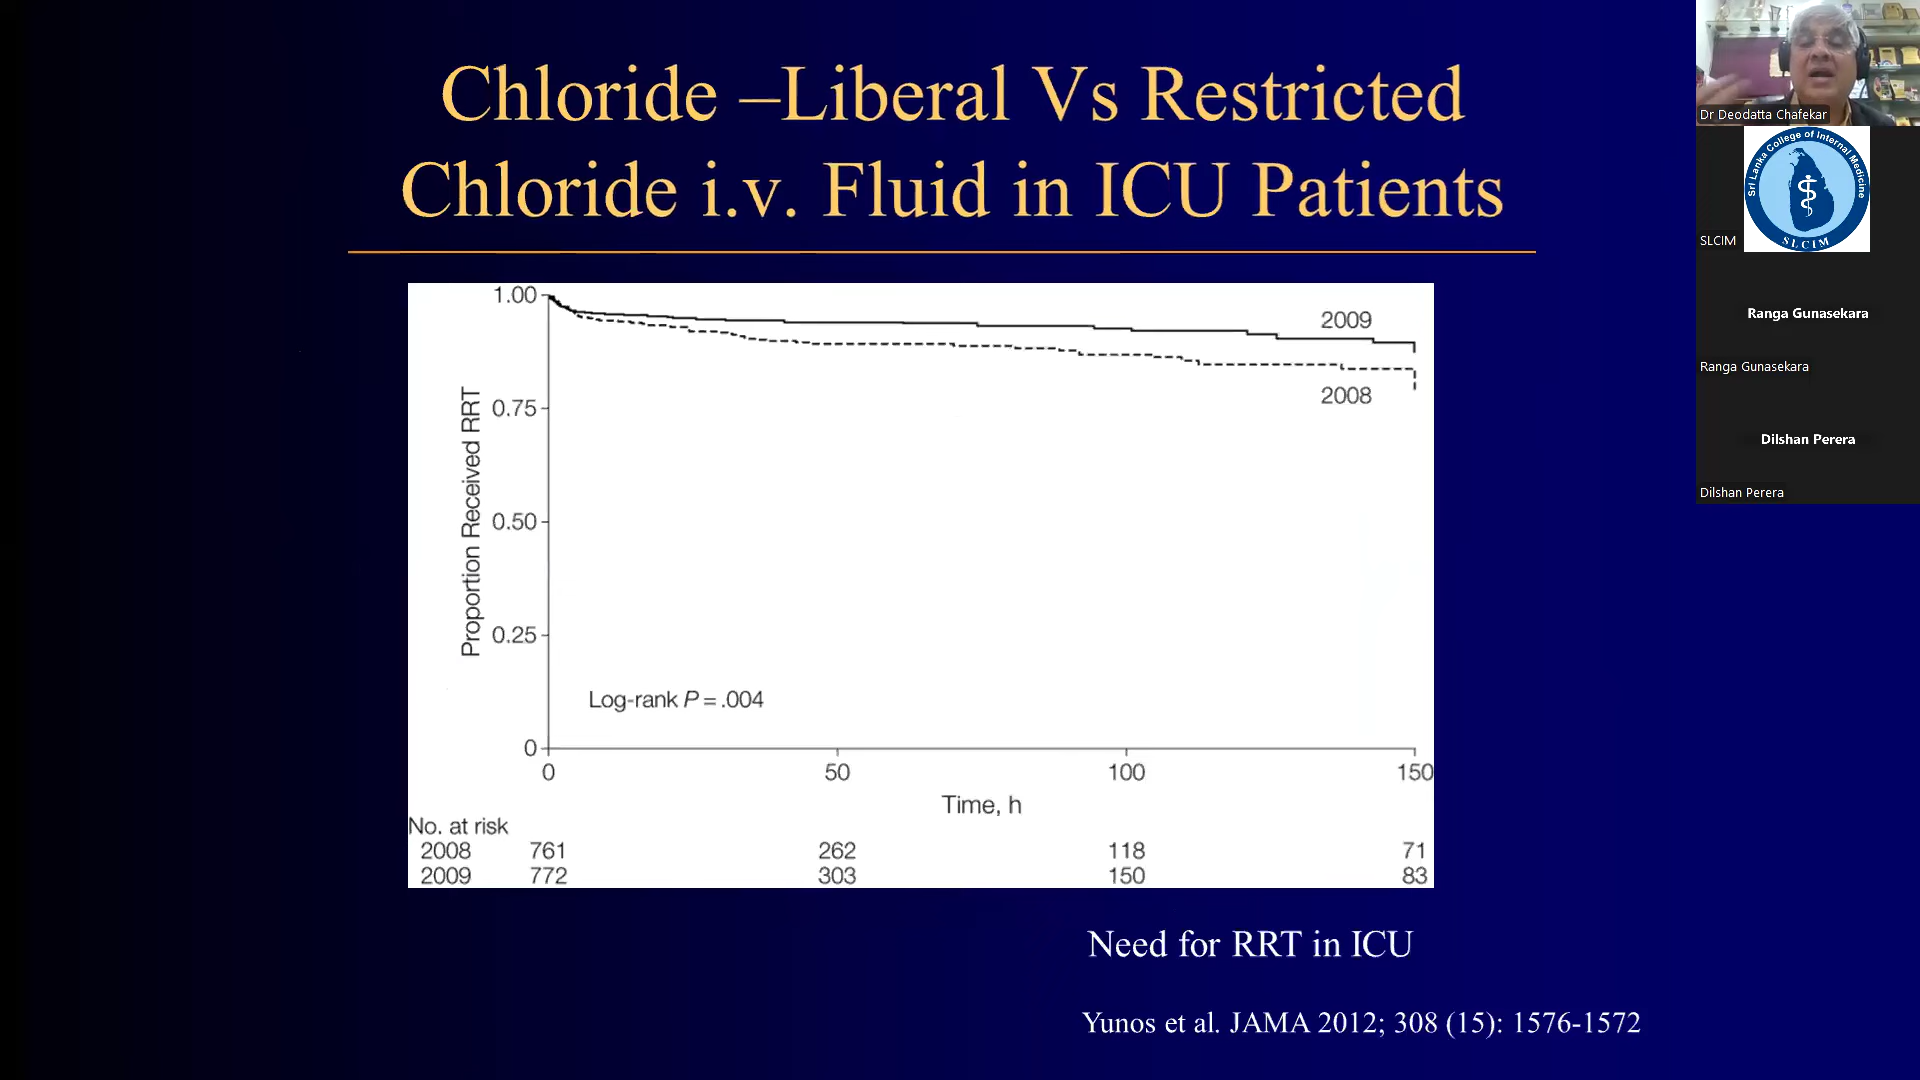 Chloride –Liberal Vs Restricted
Chloride i.v. Fluid in ICU Patients
1.00
0.75
0.50
0.25
0
Proportion Received RRT
2009
2008
Log-rank P = .004
0 50 100 150
Time, h
No. at risk
2008 761 262 118 71
2009 772 303 150 83
Need for RRT in ICU
Yunos et al. JAMA 2012; 308 (15): 1576-1572
Dr Deodatta Chafekar
Sri Lanka College of Internal Medicine
SLCIM
SLCIM
Ranga Gunasekara
Ranga Gunasekara
Dilshan Perera
Dilshan Perera